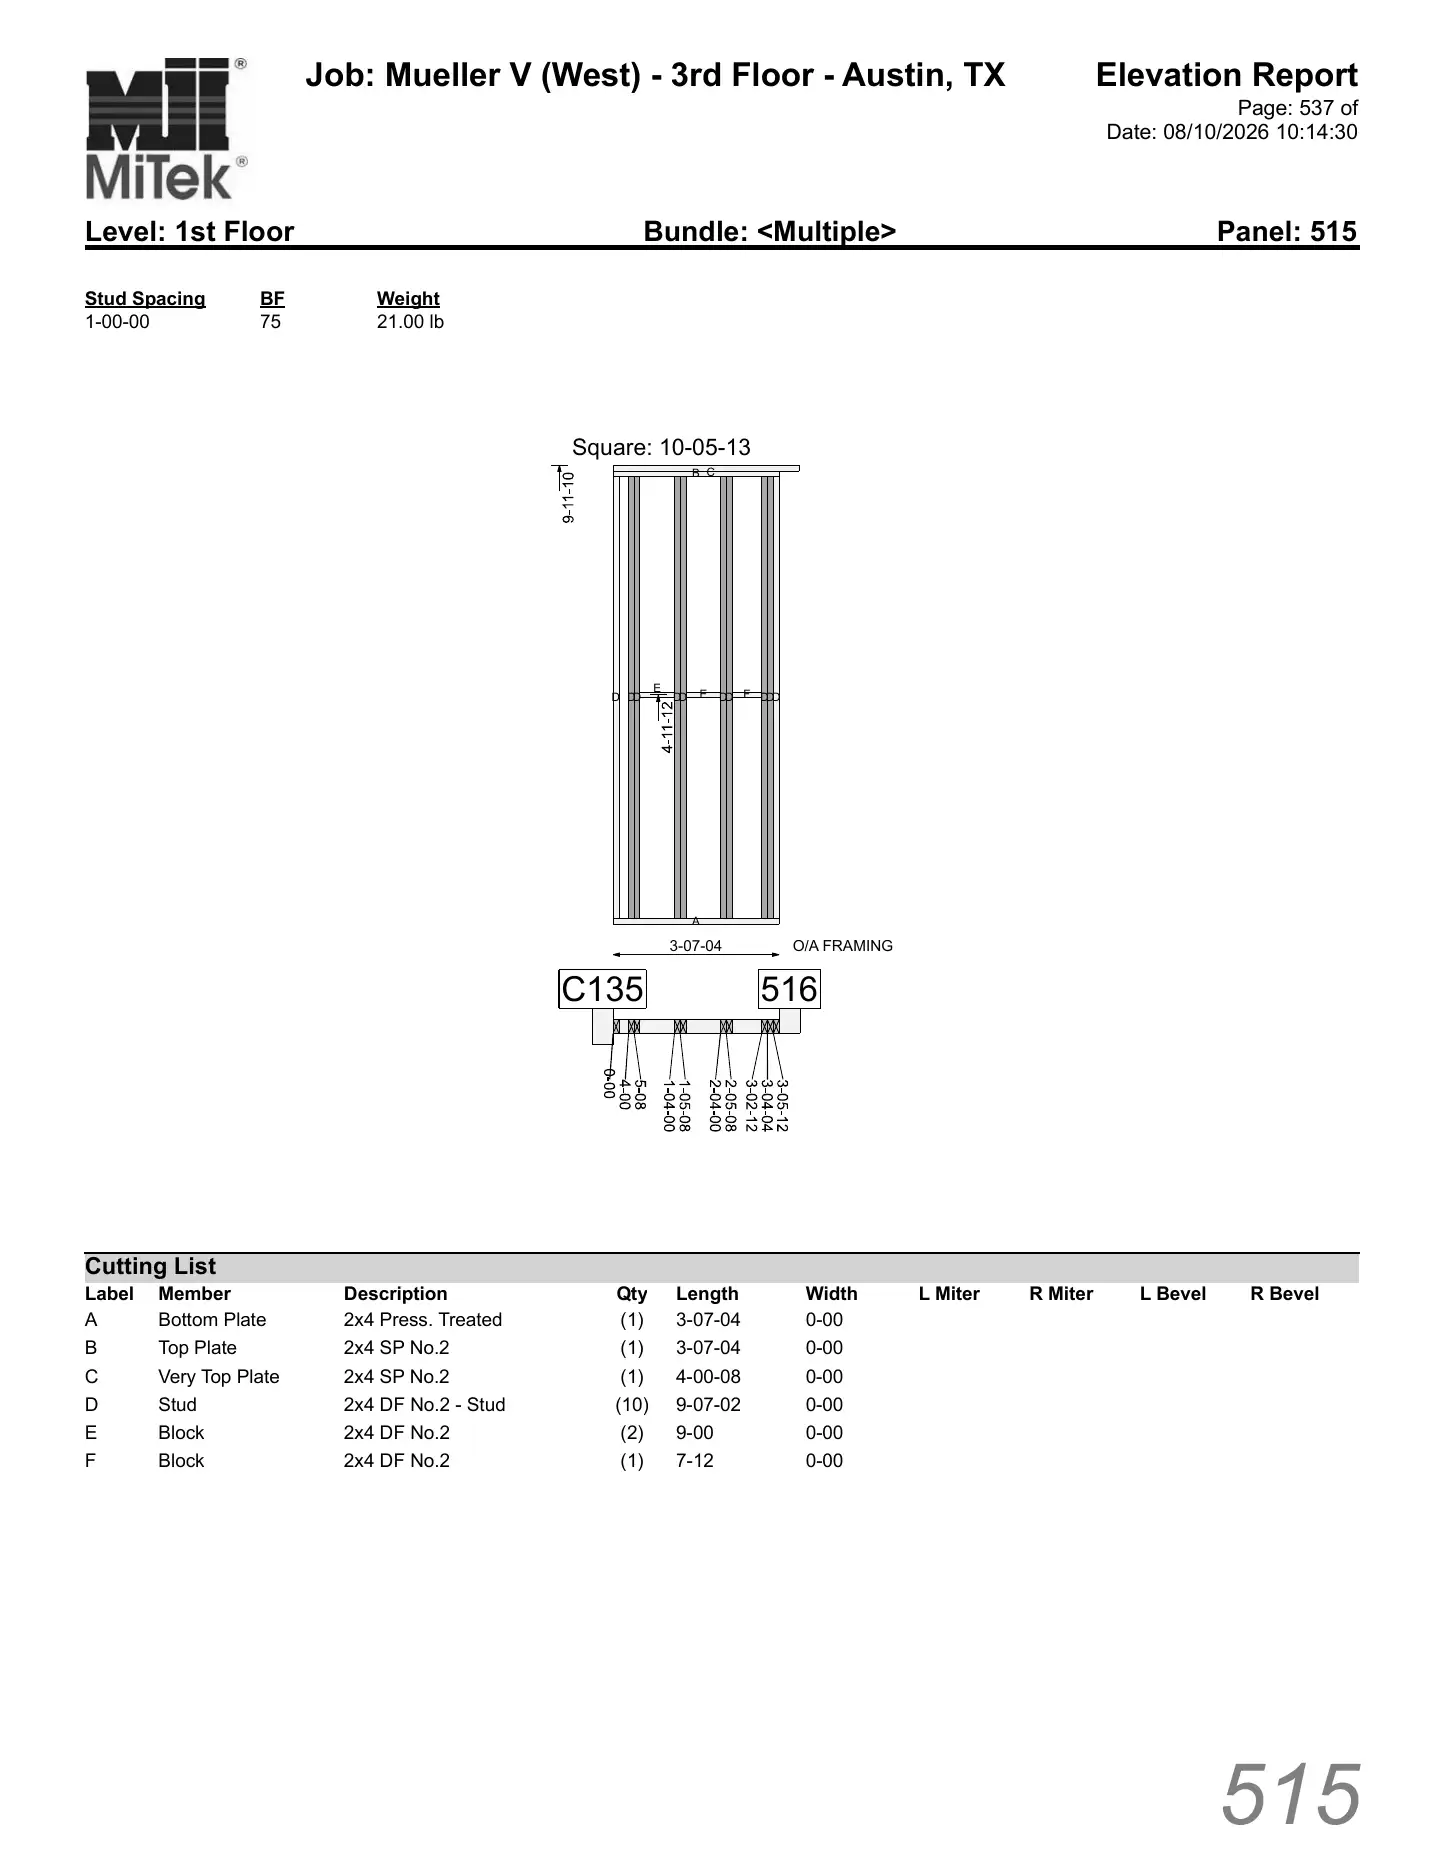 Job: Mueller V (West) - 3rd Floor - Austin, TX
Elevation Report
Page: 537 of
Date: 08/10/2026 10:14:30
MiTek®
Level: 1st Floor Bundle: <Multiple> Panel: 515
Stud Spacing BF Weight
1-00-00 75 21.00 lb
Square: 10-05-13
B C
9-11-10
E F F
D D D D D D D D D D
4-11-12
A
3-07-04 O/A FRAMING
C135 516
0-00 4-00 5-08 1-04-00 1-05-08 2-04-00 2-05-08 3-02-12 3-04-04 3-05-12
Cutting List
Label Member Description Qty Length Width L Miter R Miter L Bevel R Bevel
A Bottom Plate 2x4 Press. Treated (1) 3-07-04 0-00
B Top Plate 2x4 SP No.2 (1) 3-07-04 0-00
C Very Top Plate 2x4 SP No.2 (1) 4-00-08 0-00
D Stud 2x4 DF No.2 - Stud (10) 9-07-02 0-00
E Block 2x4 DF No.2 (2) 9-00 0-00
F Block 2x4 DF No.2 (1) 7-12 0-00
515